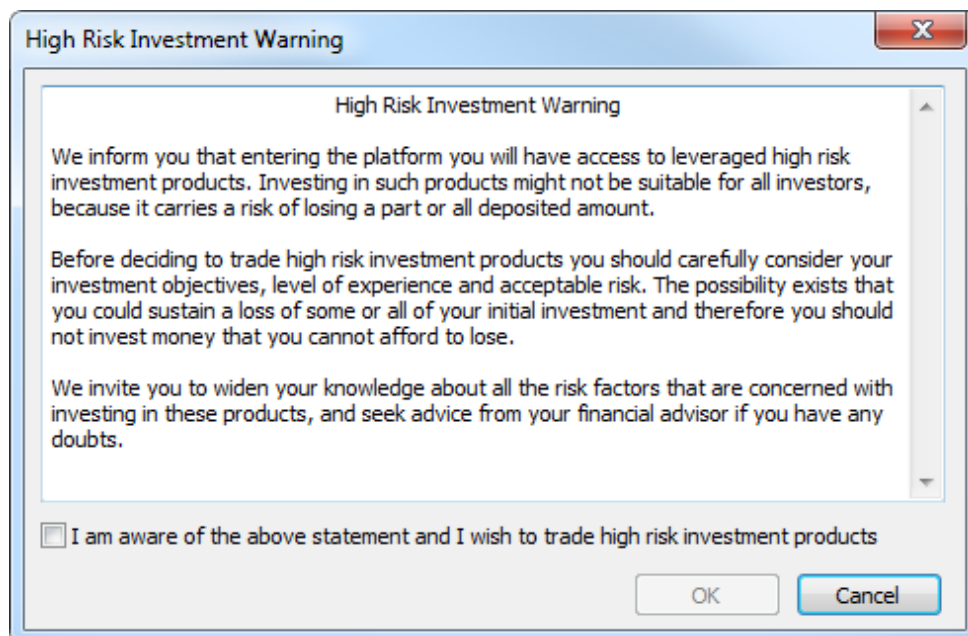 High Risk Investment Warning
High Risk Investment Warning
We inform you that entering the platform you will have access to leveraged high risk
investment products. Investing in such products might not be suitable for all investors,
because it carries a risk of losing a part or all deposited amount.
Before deciding to trade high risk investment products you should carefully consider your
investment objectives, level of experience and acceptable risk. The possibility exists that
you could sustain a loss of some or all of your initial investment and therefore you should
not invest money that you cannot afford to lose.
We invite you to widen your knowledge about all the risk factors that are concerned with
investing in these products, and seek advice from your financial advisor if you have any
doubts.
I am aware of the above statement and I wish to trade high risk investment products
OK Cancel